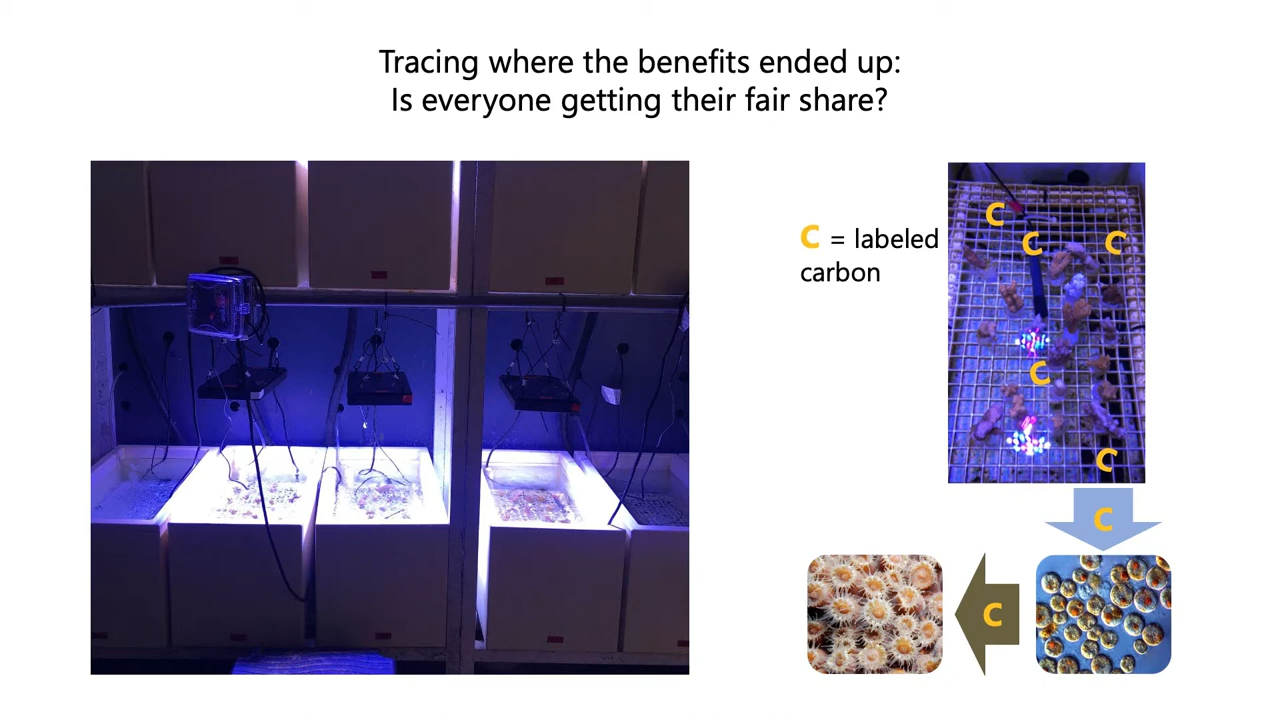 Tracing where the benefits ended up:
Is everyone getting their fair share?
C = labeled
carbon
C
C
C
C
C
C
C